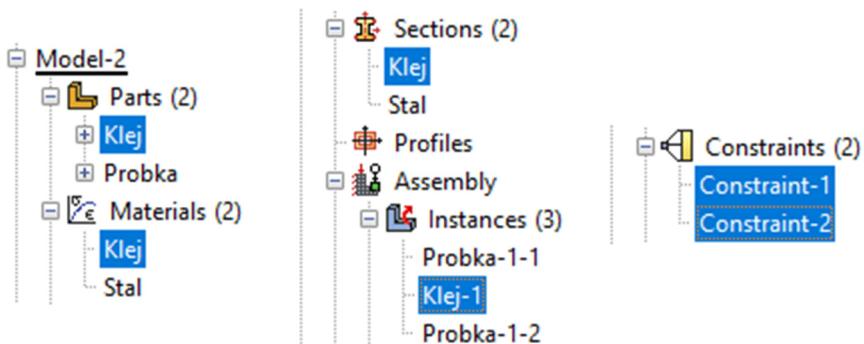 Model-2
Parts (2)
Klej
Probka
Materials (2)
Klej
Stal
Sections (2)
Klej
Stal
Profiles
Assembly
Instances (3)
Probka-1-1
Klej-1
Probka-1-2
Constraints (2)
Constraint-1
Constraint-2